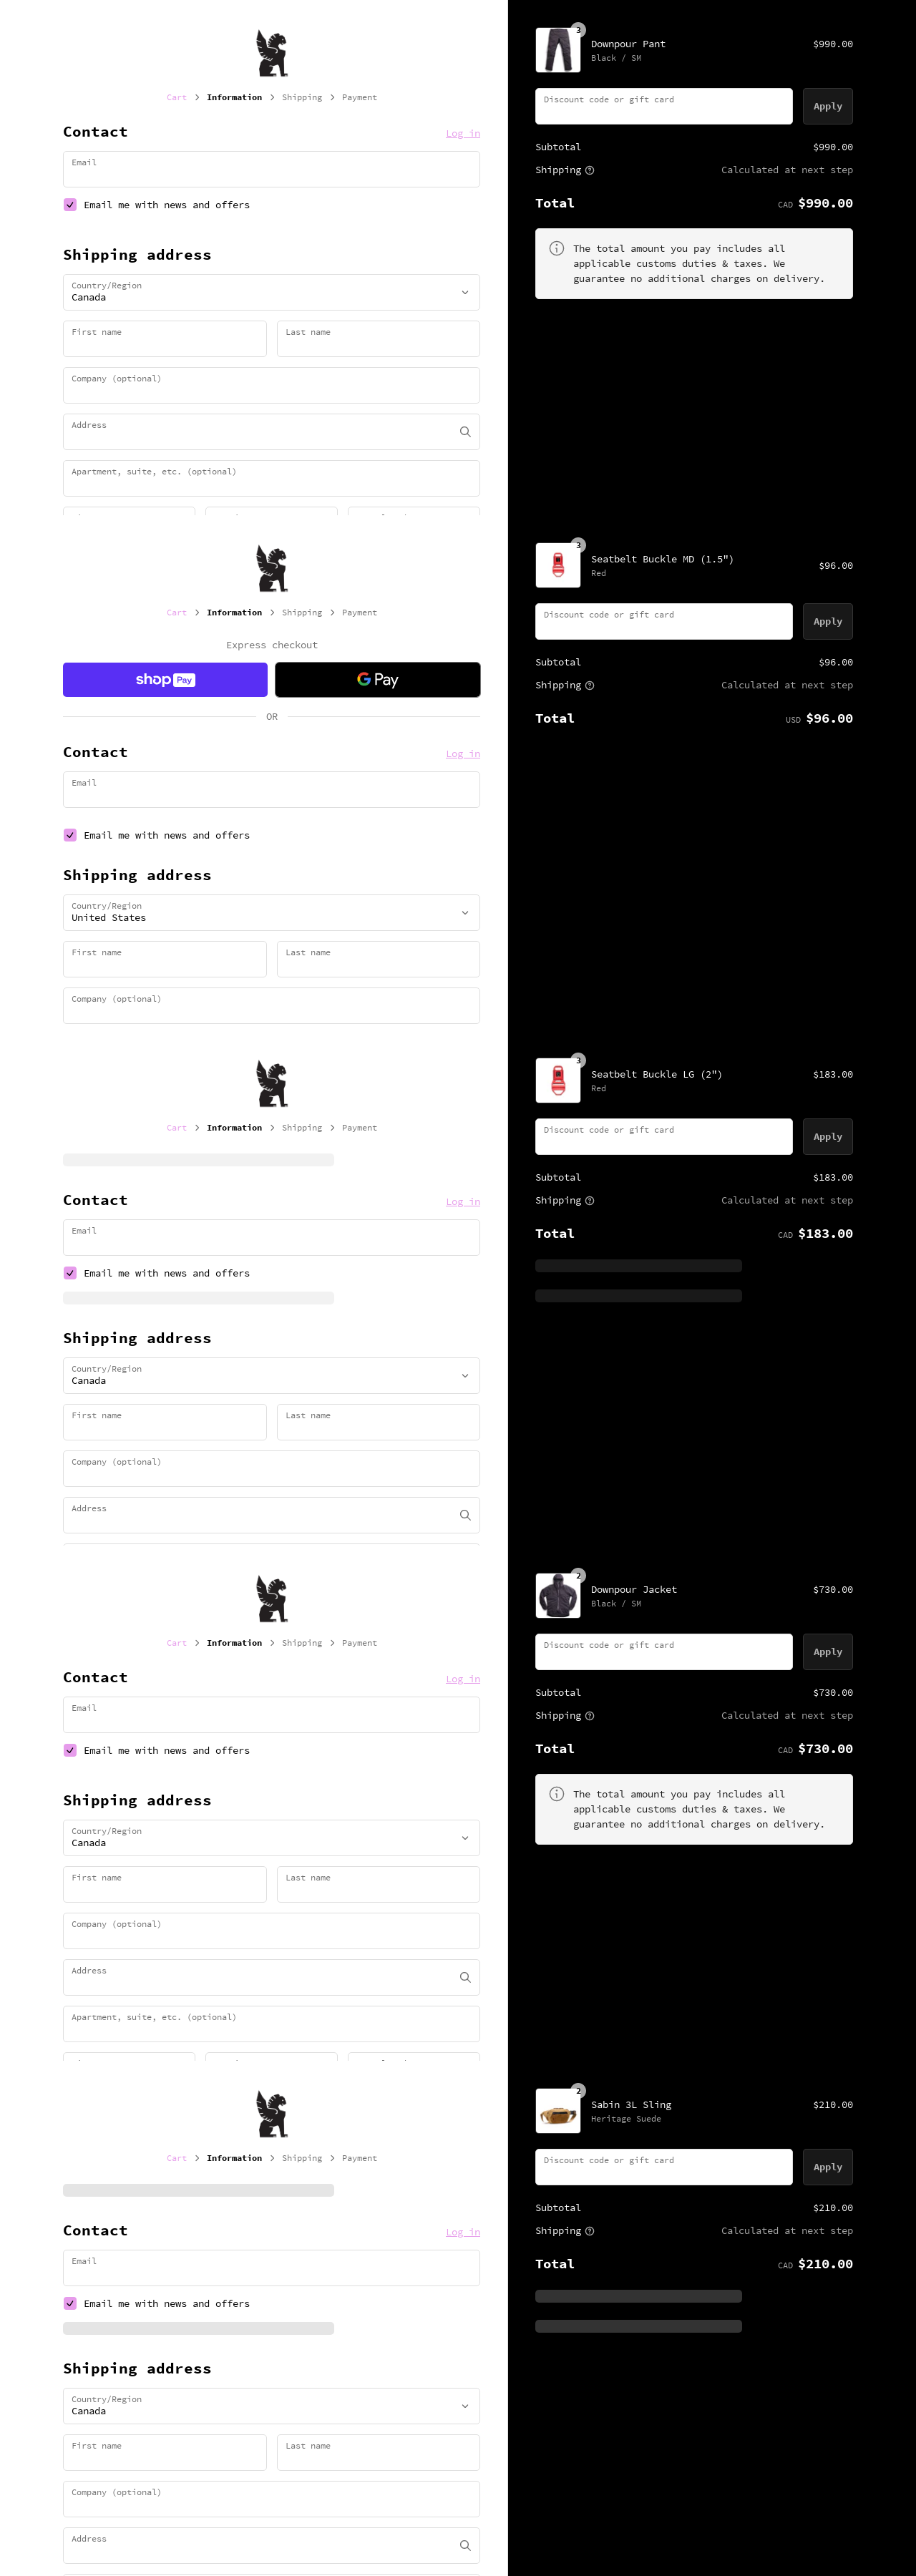 Cart > Information > Shipping > Payment
Contact
Log in
Email
Email me with news and offers
Shipping address
Country/Region
Canada
First name
Last name
Company (optional)
Address
Apartment, suite, etc. (optional)
3
Downpour Pant
$990.00
Black / SM
Discount code or gift card
Apply
Subtotal
$990.00
Shipping
Calculated at next step
Total
CAD $990.00
The total amount you pay includes all
applicable customs duties & taxes. We
guarantee no additional charges on delivery.
Cart > Information > Shipping > Payment
Express checkout
shop Pay
G Pay
OR
Contact
Log in
Email
Email me with news and offers
Shipping address
Country/Region
United States
First name
Last name
Company (optional)
3
Seatbelt Buckle MD (1.5")
$96.00
Red
Discount code or gift card
Apply
Subtotal
$96.00
Shipping
Calculated at next step
Total
USD $96.00
Cart > Information > Shipping > Payment
Contact
Log in
Email
Email me with news and offers
Shipping address
Country/Region
Canada
First name
Last name
Company (optional)
Address
3
Seatbelt Buckle LG (2")
$183.00
Red
Discount code or gift card
Apply
Subtotal
$183.00
Shipping
Calculated at next step
Total
CAD $183.00
Cart > Information > Shipping > Payment
Contact
Log in
Email
Email me with news and offers
Shipping address
Country/Region
Canada
First name
Last name
Company (optional)
Address
Apartment, suite, etc. (optional)
2
Downpour Jacket
$730.00
Black / SM
Discount code or gift card
Apply
Subtotal
$730.00
Shipping
Calculated at next step
Total
CAD $730.00
The total amount you pay includes all
applicable customs duties & taxes. We
guarantee no additional charges on delivery.
Cart > Information > Shipping > Payment
Contact
Log in
Email
Email me with news and offers
Shipping address
Country/Region
Canada
First name
Last name
Company (optional)
Address
2
Sabin 3L Sling
$210.00
Heritage Suede
Discount code or gift card
Apply
Subtotal
$210.00
Shipping
Calculated at next step
Total
CAD $210.00